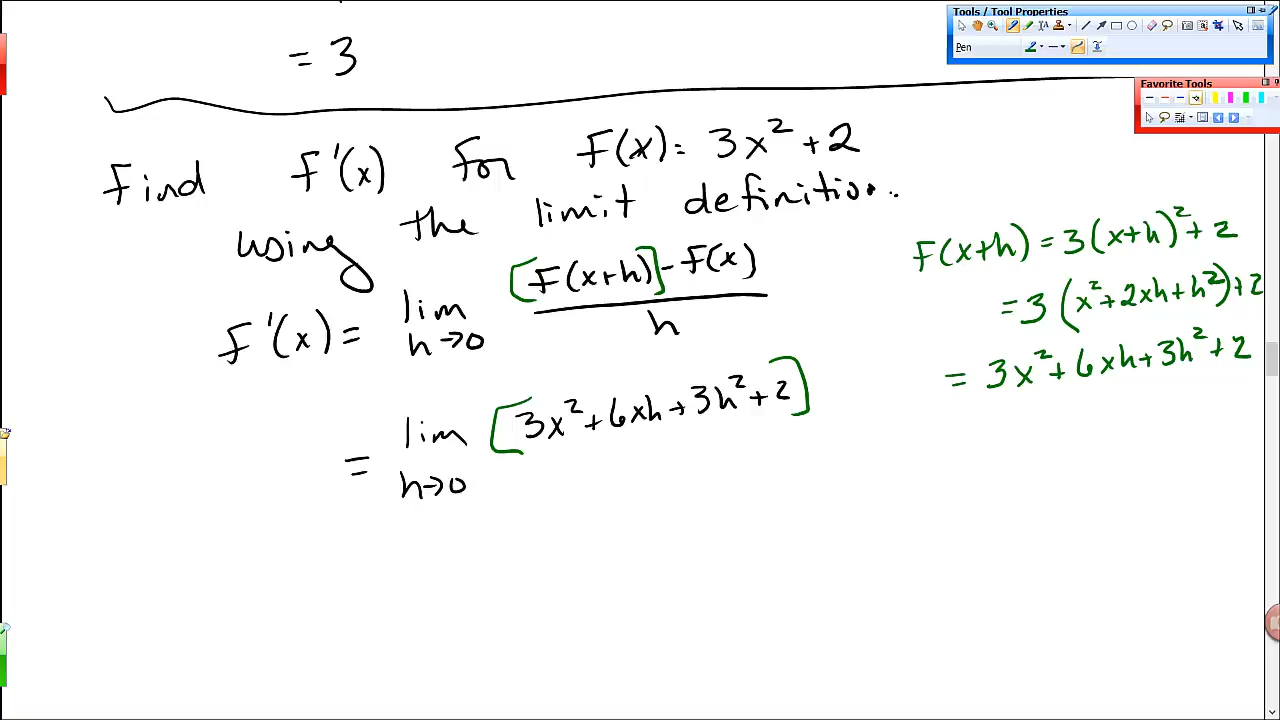 Tools / Tool Properties
Pen
Favorite Tools
= 3
Find F'(x) for F(x) = 3x² + 2
using the limit definition.
F'(x) = lim h→0 [F(x+h)] - F(x) / h
= lim h→0 [3x² + 6xh + 3h² + 2]
F(x+h) = 3(x+h)² + 2
= 3(x² + 2xh + h²) + 2
= 3x² + 6xh + 3h² + 2